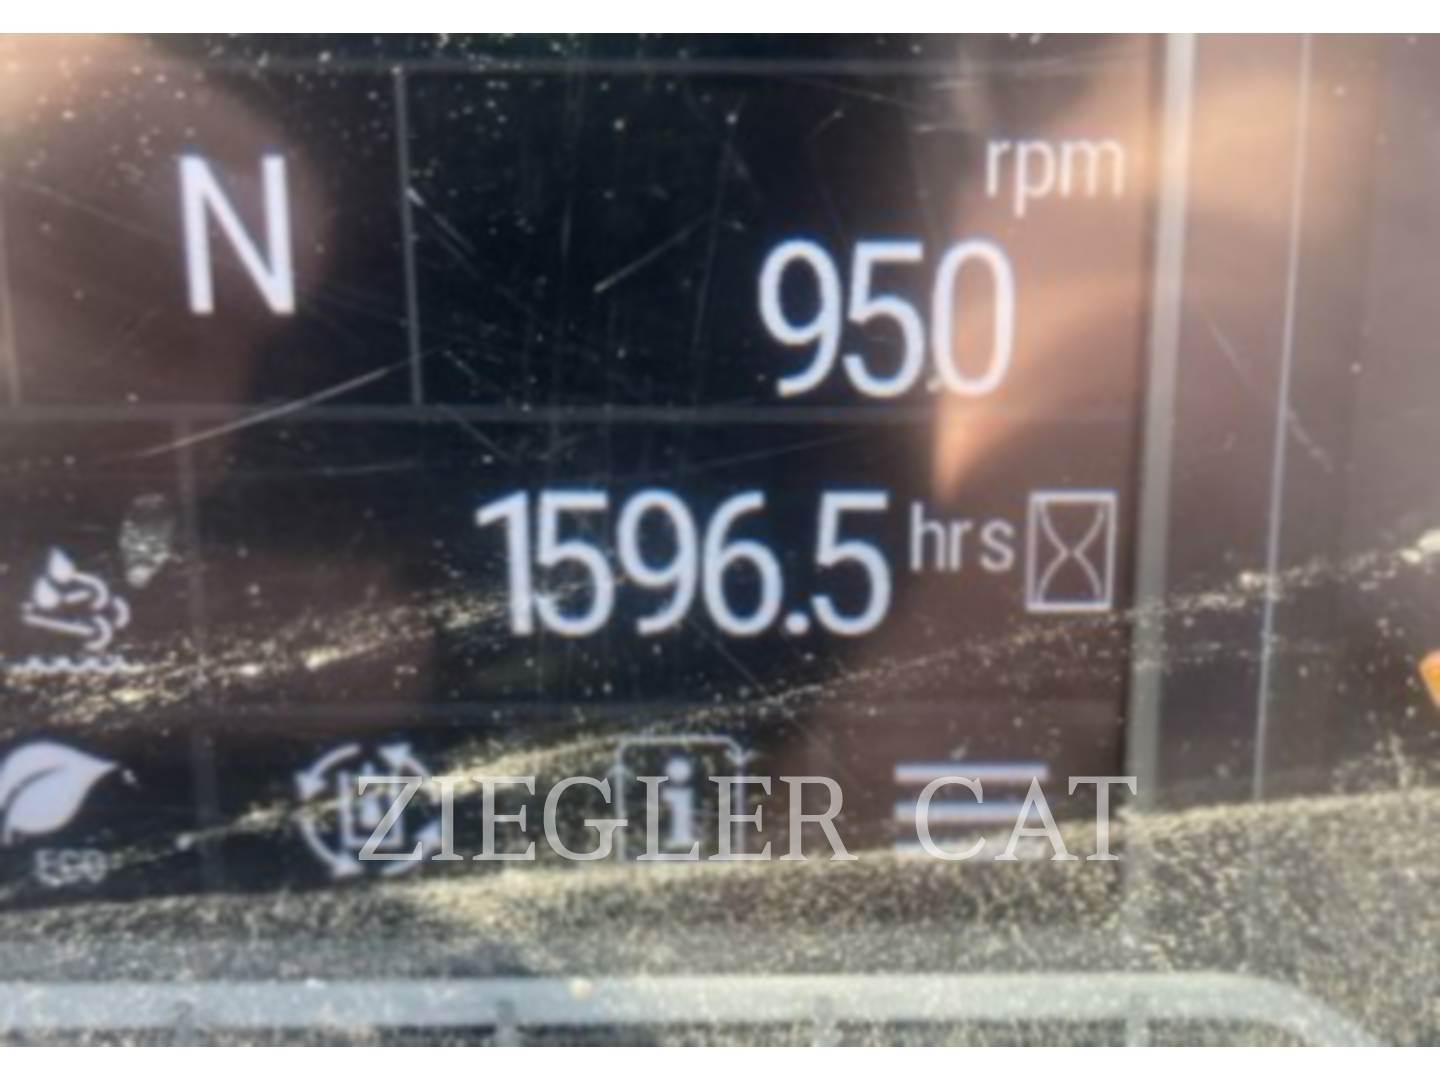 N
rpm
950
1596.5 hrs
i
ECO
ZIEGLER CAT